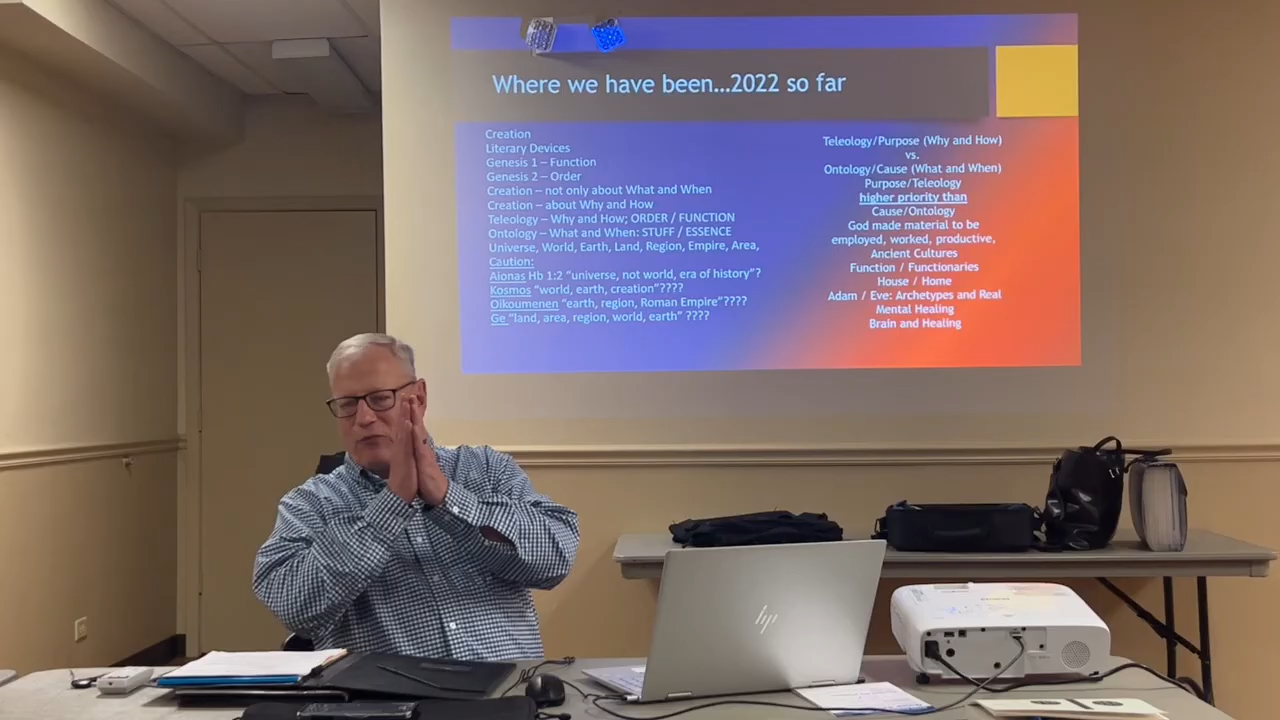 Where we have been...2022 so far
Creation
Literary Devices
Genesis 1 – Function
Genesis 2 – Order
Creation – not only about What and When
Creation – about Why and How
Teleology – Why and How; ORDER / FUNCTION
Ontology – What and When: STUFF / ESSENCE
Universe, World, Earth, Land, Region, Empire, Area,
Caution:
Aionas Hb 1:2 "universe, not world, era of history"?
Kosmos "world, earth, creation"????
Oikoumenen "earth, region, Roman Empire"????
Ge "land, area, region, world, earth" ????
Teleology/Purpose (Why and How)
vs.
Ontology/Cause (What and When)
Purpose/Teleology
higher priority than
Cause/Ontology
God made material to be
employed, worked, productive,
Ancient Cultures
Function / Functionaries
House / Home
Adam / Eve: Archetypes and Real
Mental Healing
Brain and Healing
hp